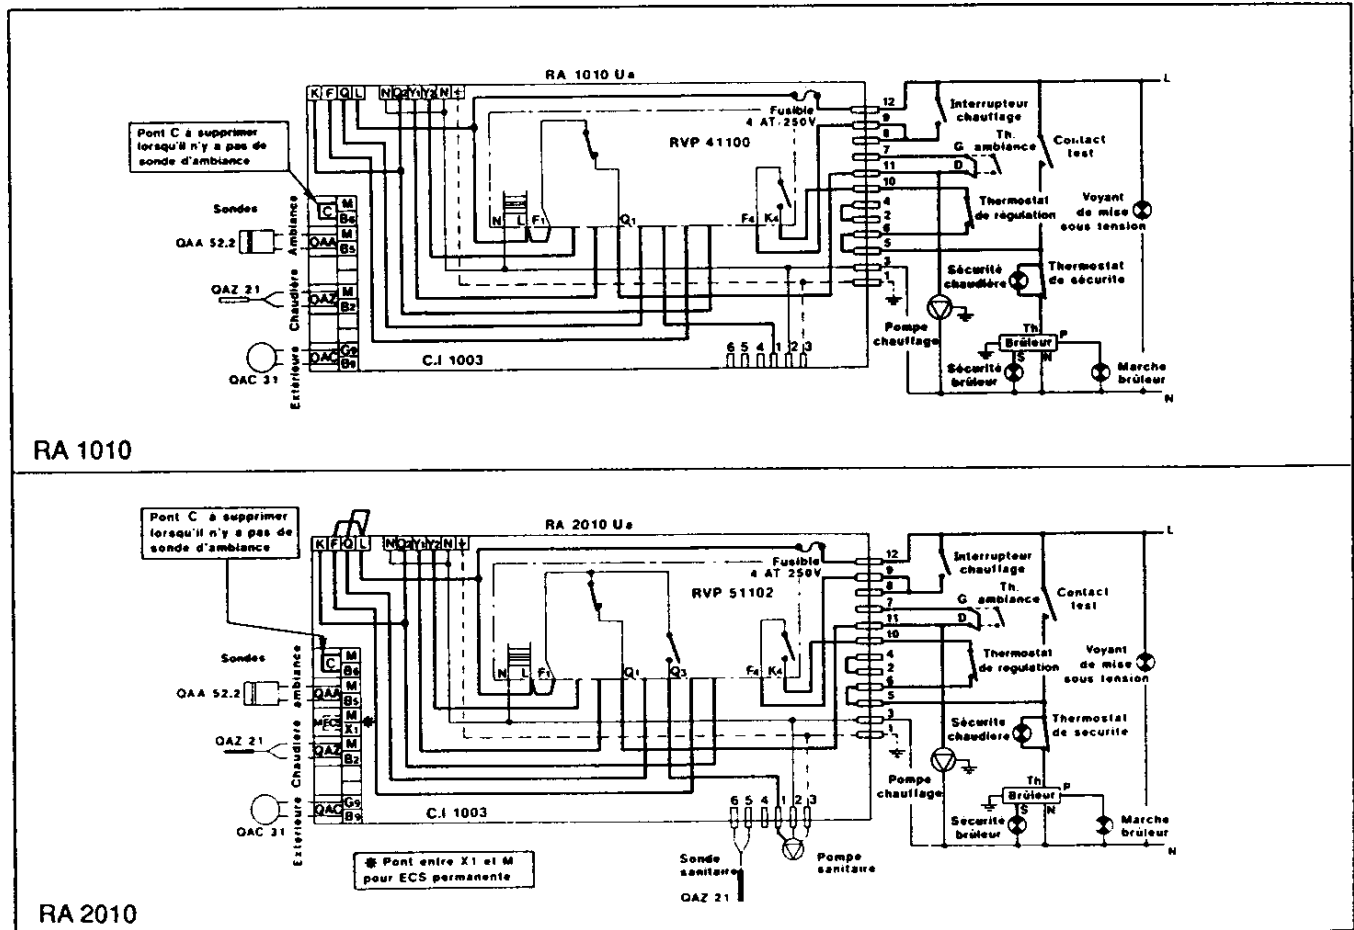 RA 1010 Ua
K F Q L N Q2 Y1 Y2 N
Pont C à supprimer
lorsqu'il n'y a pas de
sonde d'ambiance
Fusible
4 AT-250V
RVP 41100
12
9
8
7
11
10
4
2
6
5
3
1
L
Interrupteur
chauffage
Th.
ambiance
G
D
Contact
test
Thermostat
de régulation
Voyant
de mise
sous tension
Sondes
Ambiance
C M
B6
QAA 52.2
QAA M
B5
Chaudière
QAZ 21
QAZ M
B2
Extérieure
QAC G9
B9
QAC 31
N L F1 Q1 F4 K4
Sécurité
chaudière
Thermostat
de sécurite
Pompe
chauffage
Th.
Brûleur
P
S N
Sécurité
brûleur
Marche
brûleur
N
C.I 1003
6 5 4 1 2 3
RA 1010
RA 2010 Ua
K F Q L N Q2 Y1 Y2 N
Pont C à supprimer
lorsqu'il n'y a pas de
sonde d'ambiance
Fusible
4 AT 250V
RVP 51102
12
9
8
7
11
10
4
2
6
5
3
1
L
Interrupteur
chauffage
Th.
ambiance
G
D
Contact
test
Thermostat
de régulation
Voyant
de mise
sous tension
Sondes
ambiance
C M
B6
QAA 52.2
QAA M
B5
M
X1 ✱
Chaudière
QAZ 21
QAZ M
B2
Extérieure
QAC G9
B9
QAC 31
N L F1 Q1 Q3 F4 K4
Sécurite
chaudiere
Thermostat
de sécurité
Pompe
chauffage
Th
Brûleur
P
S N
Sécurité
brûleur
Marche
brûleur
N
C.I 1003
6 5 4 1 2 3
✱ Pont entre X1 et M
pour ECS permanente
Sonde
sanitaire
QAZ 21
Pompe
sanitaire
RA 2010